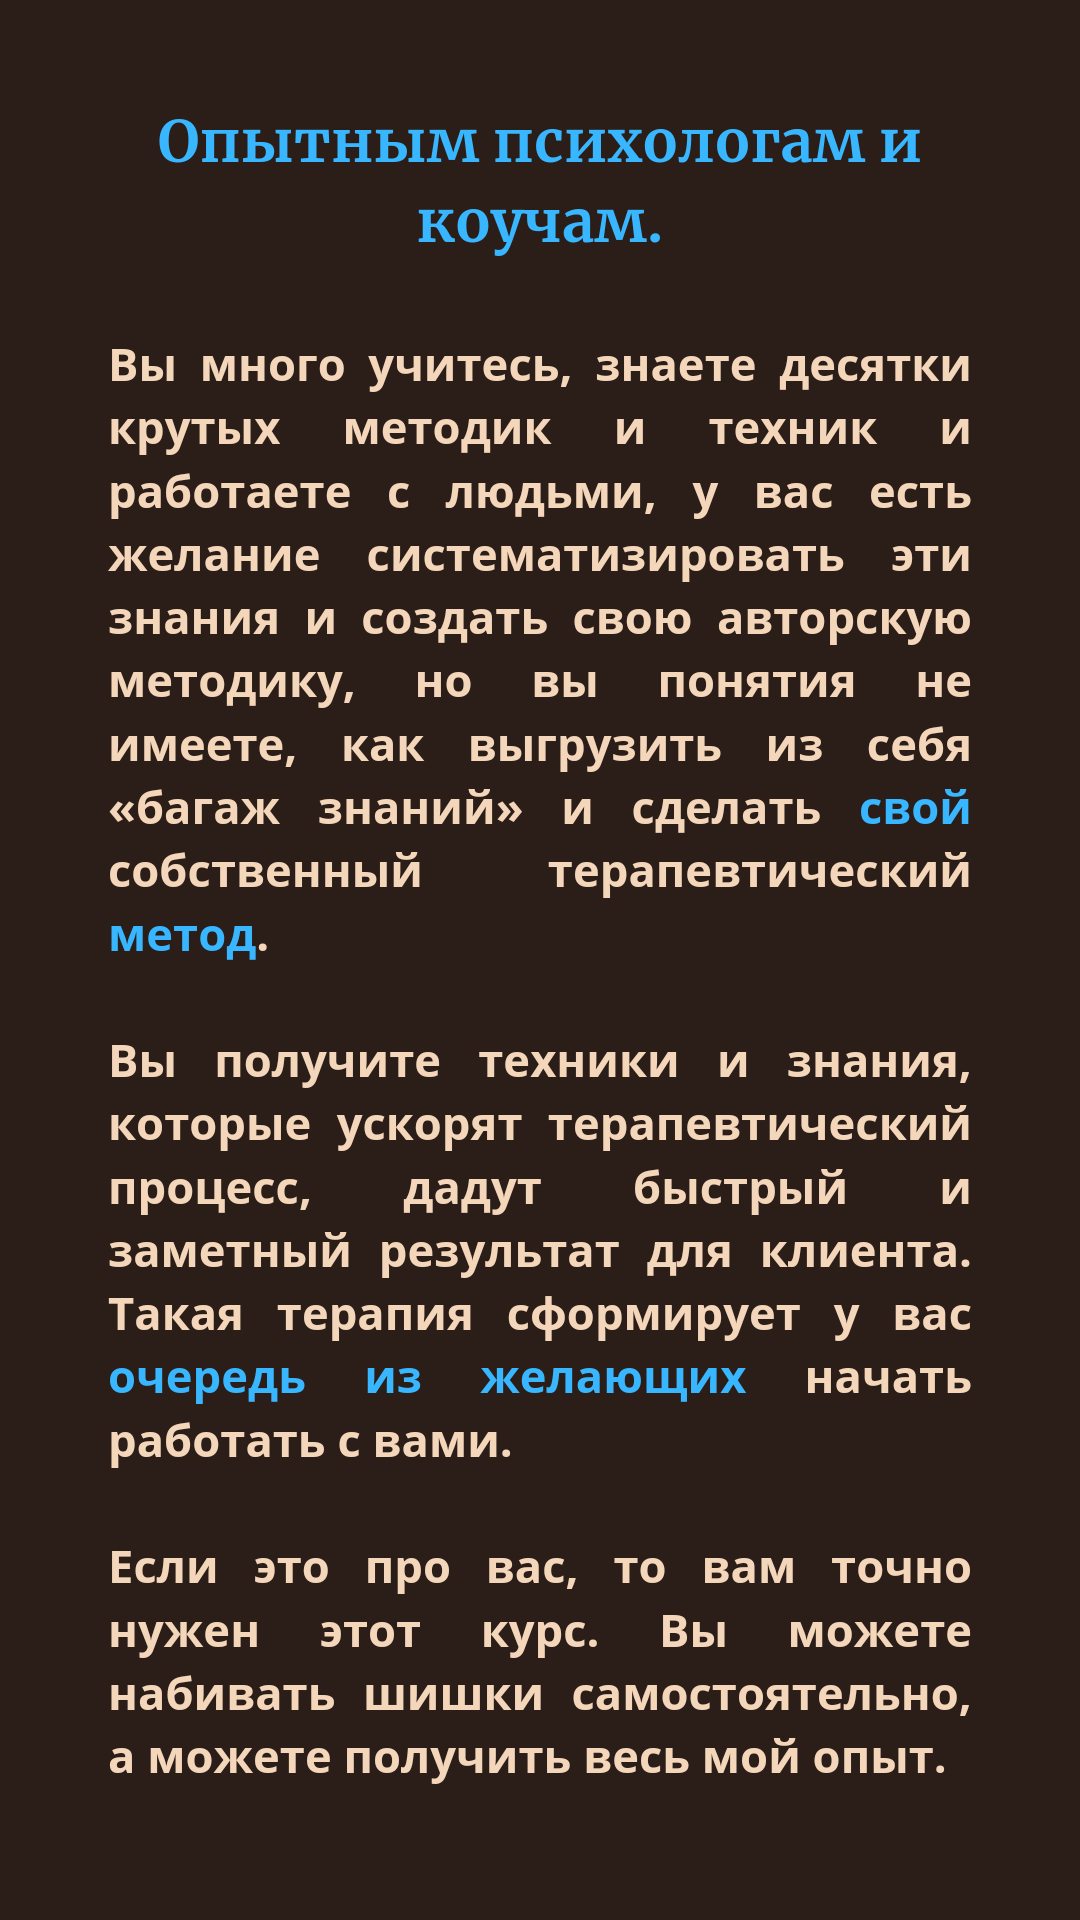 Опытным психологам и
коучам.
Вы много учитесь, знаете десятки
крутых методик и техник и
работаете с людьми, у вас есть
желание систематизировать эти
знания и создать свою авторскую
методику, но вы понятия не
имеете, как выгрузить из себя
«багаж знаний» и сделать свой
собственный терапевтический
метод.
Вы получите техники и знания,
которые ускорят терапевтический
процесс, дадут быстрый и
заметный результат для клиента.
Такая терапия сформирует у вас
очередь из желающих начать
работать с вами.
Если это про вас, то вам точно
нужен этот курс. Вы можете
набивать шишки самостоятельно,
а можете получить весь мой опыт.